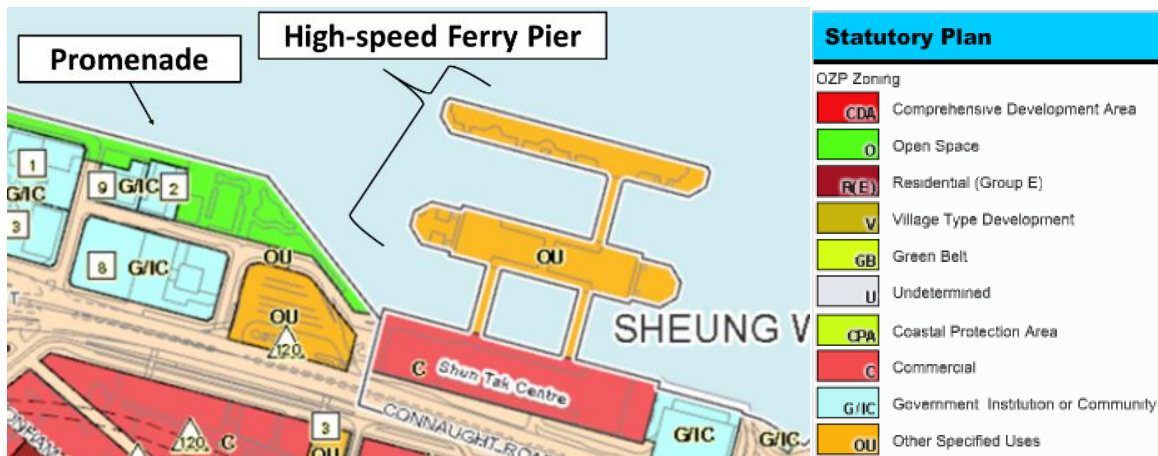 High-speed Ferry Pier
Promenade
1
G/IC
3
9
G/IC
2
8
G/IC
OU
OU
120
OU
SHEUNG W
C
Shun Tak Centre
CONNAUGHT RO
G/IC
G/IC
3
OU
120
C
Statutory Plan
OZP Zoning
CDA Comprehensive Development Area
O Open Space
R(E) Residential (Group E)
V Village Type Development
GB Green Belt
U Undetermined
CPA Coastal Protection Area
C Commercial
G/IC Government Institution or Community
OU Other Specified Uses